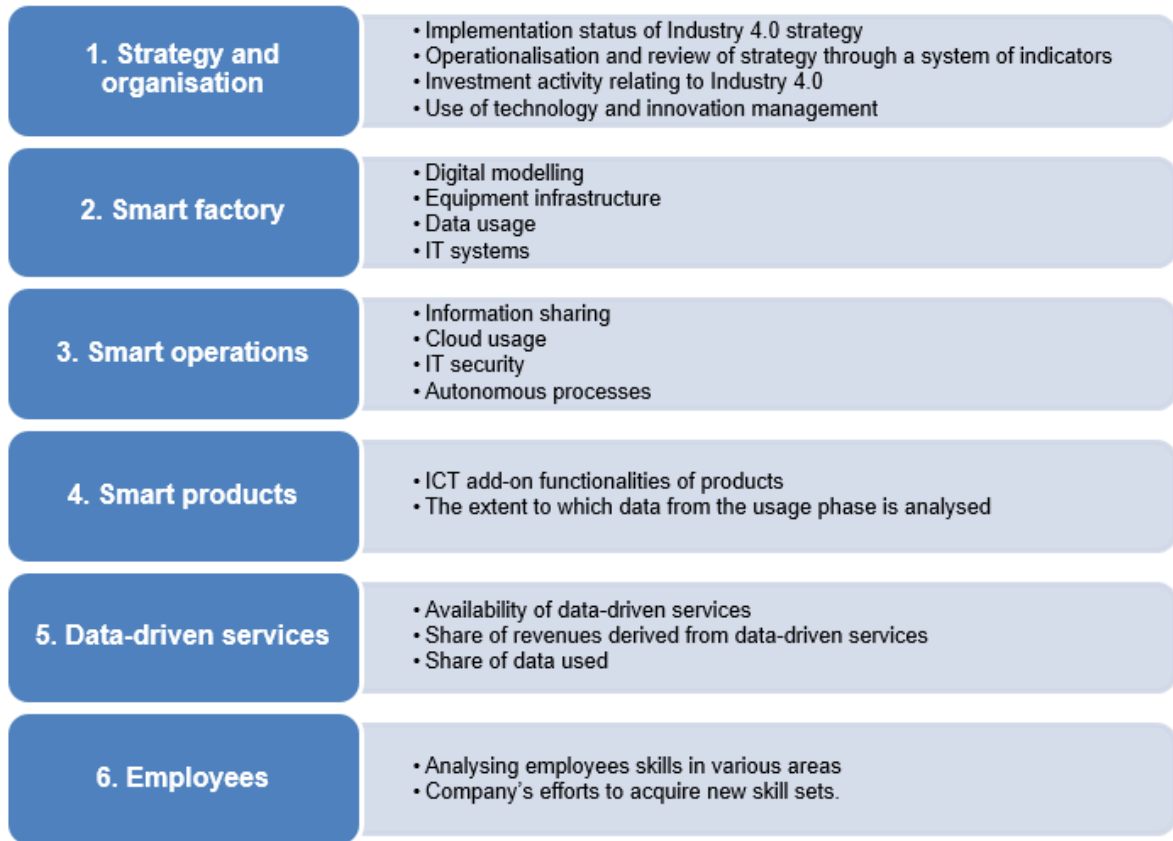 1. Strategy and
organisation
• Implementation status of Industry 4.0 strategy
• Operationalisation and review of strategy through a system of indicators
• Investment activity relating to Industry 4.0
• Use of technology and innovation management
2. Smart factory
• Digital modelling
• Equipment infrastructure
• Data usage
• IT systems
3. Smart operations
• Information sharing
• Cloud usage
• IT security
• Autonomous processes
4. Smart products
• ICT add-on functionalities of products
• The extent to which data from the usage phase is analysed
5. Data-driven services
• Availability of data-driven services
• Share of revenues derived from data-driven services
• Share of data used
6. Employees
• Analysing employees skills in various areas
• Company’s efforts to acquire new skill sets.